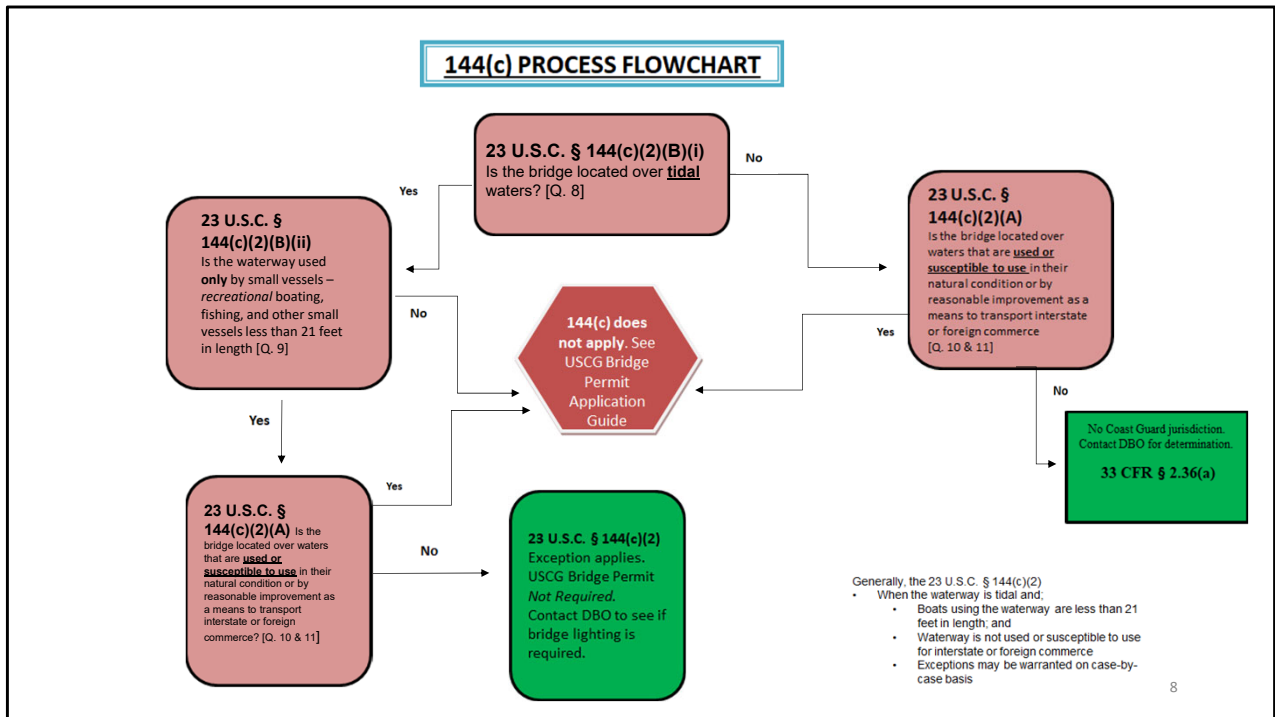 144(c) PROCESS FLOWCHART
23 U.S.C. § 144(c)(2)(B)(i)
Is the bridge located over tidal
waters? [Q. 8]
Yes
No
23 U.S.C. §
144(c)(2)(B)(ii)
Is the waterway used
only by small vessels –
recreational boating,
fishing, and other small
vessels less than 21 feet
in length [Q. 9]
No
Yes
144(c) does
not apply. See
USCG Bridge
Permit
Application
Guide
23 U.S.C. §
144(c)(2)(A)
Is the bridge located over
waters that are used or
susceptible to use in their
natural condition or by
reasonable improvement as a
means to transport interstate
or foreign commerce
[Q. 10 & 11]
Yes
No
No Coast Guard jurisdiction.
Contact DBO for determination.
33 CFR § 2.36(a)
23 U.S.C. §
144(c)(2)(A) Is the
bridge located over waters
that are used or
susceptible to use in their
natural condition or by
reasonable improvement as
a means to transport
interstate or foreign
commerce? [Q. 10 & 11]
Yes
No
23 U.S.C. § 144(c)(2)
Exception applies.
USCG Bridge Permit
Not Required.
Contact DBO to see if
bridge lighting is
required.
Generally, the 23 U.S.C. § 144(c)(2)
• When the waterway is tidal and;
• Boats using the waterway are less than 21
feet in length; and
• Waterway is not used or susceptible to use
for interstate or foreign commerce
• Exceptions may be warranted on case-by-
case basis
8